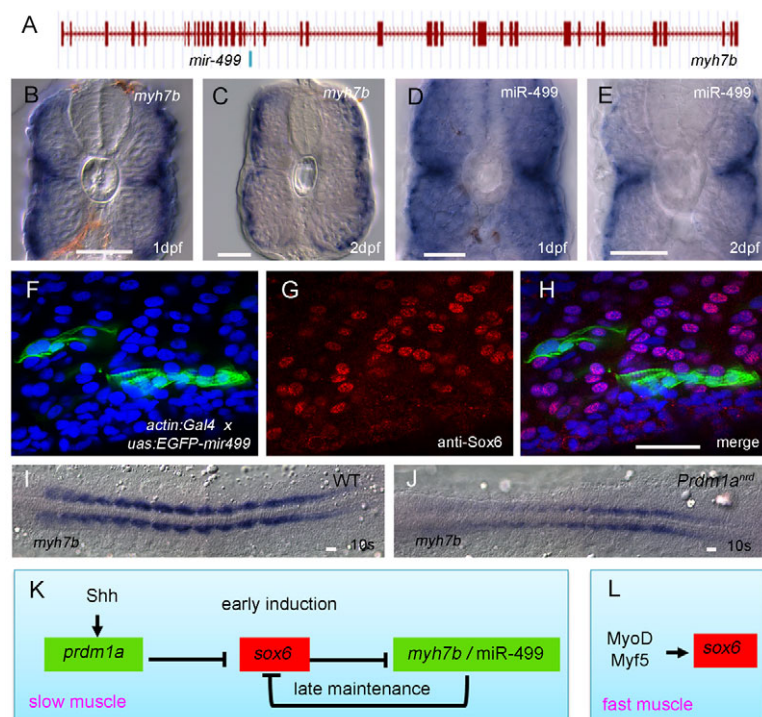 A
mir-499
myh7b
B
myh7b
1dpf
C
myh7b
2dpf
D
miR-499
1dpf
E
miR-499
2dpf
F
actin:Gal4 x
uas:EGFP-mir499
G
anti-Sox6
H
merge
I
WT
myh7b
10s
J
Prdm1a^nrd
myh7b
10s
K
Shh
early induction
prdm1a
sox6
myh7b / miR-499
late maintenance
slow muscle
L
MyoD
Myf5
sox6
fast muscle